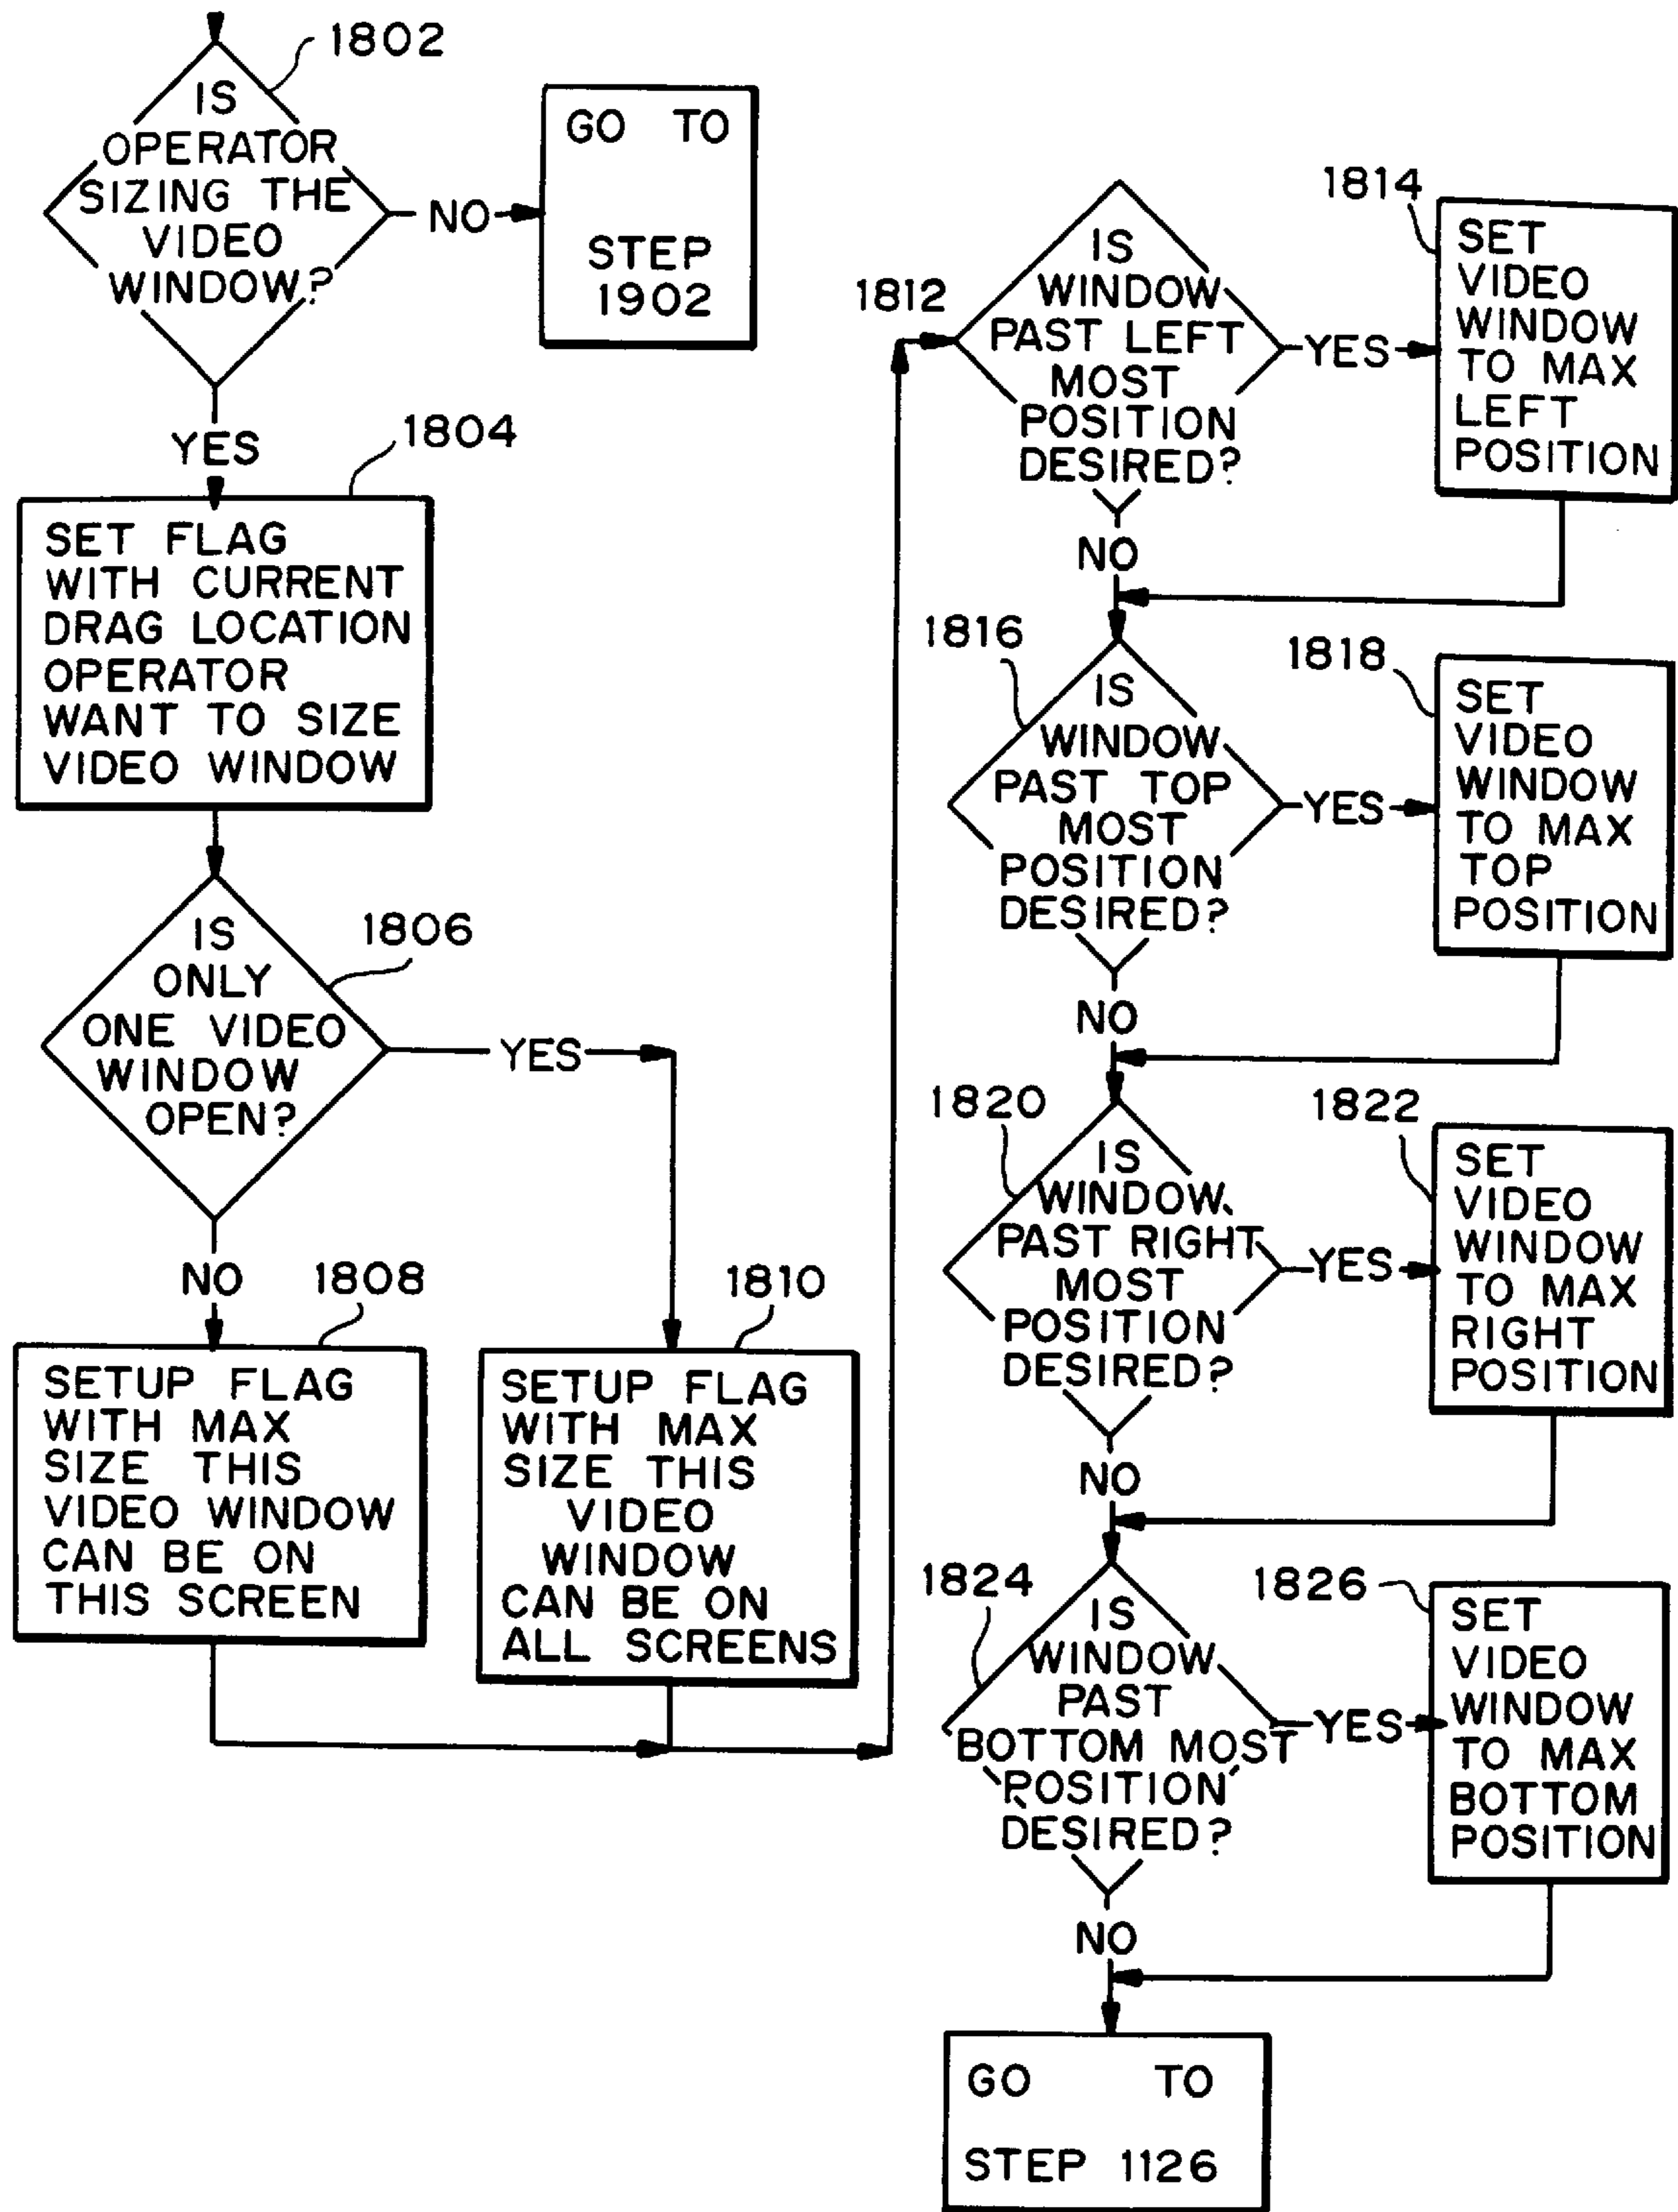 1802
IS
OPERATOR
SIZING THE
VIDEO
WINDOW?
NO
GO TO
STEP
1902
YES
1804
SET FLAG
WITH CURRENT
DRAG LOCATION
OPERATOR
WANT TO SIZE
VIDEO WINDOW
1806
IS
ONLY
ONE VIDEO
WINDOW
OPEN?
YES
NO
1808
SETUP FLAG
WITH MAX
SIZE THIS
VIDEO WINDOW
CAN BE ON
THIS SCREEN
1810
SETUP FLAG
WITH MAX
SIZE THIS
VIDEO
WINDOW
CAN BE ON
ALL SCREENS
1812
IS
WINDOW
PAST LEFT
MOST
POSITION
DESIRED?
YES
1814
SET
VIDEO
WINDOW
TO MAX
LEFT
POSITION
NO
1816
IS
WINDOW
PAST TOP
MOST
POSITION
DESIRED?
YES
1818
SET
VIDEO
WINDOW
TO MAX
TOP
POSITION
NO
1820
IS
WINDOW
PAST RIGHT
MOST
POSITION
DESIRED?
YES
1822
SET
VIDEO
WINDOW
TO MAX
RIGHT
POSITION
NO
1824
IS
WINDOW
PAST
BOTTOM MOST
POSITION
DESIRED?
YES
1826
SET
VIDEO
WINDOW
TO MAX
BOTTOM
POSITION
NO
GO TO
STEP 1126